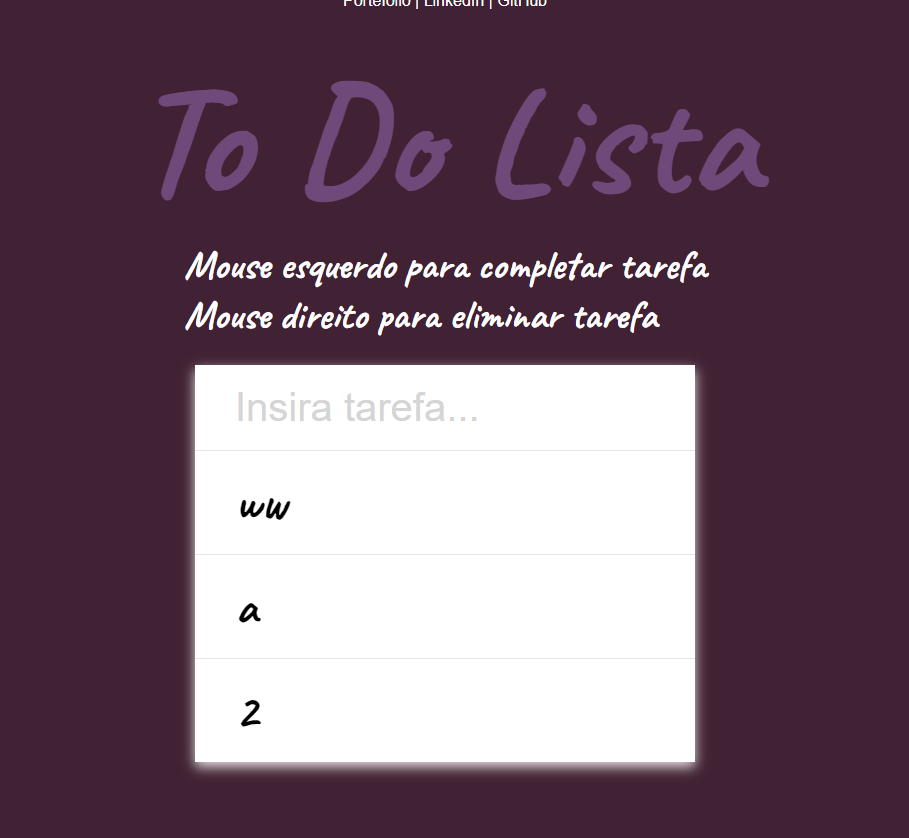 Portefolio | LinkedIn | GitHub
To Do Lista
Mouse esquerdo para completar tarefa
Mouse direito para eliminar tarefa
Insira tarefa...
ww
a
2